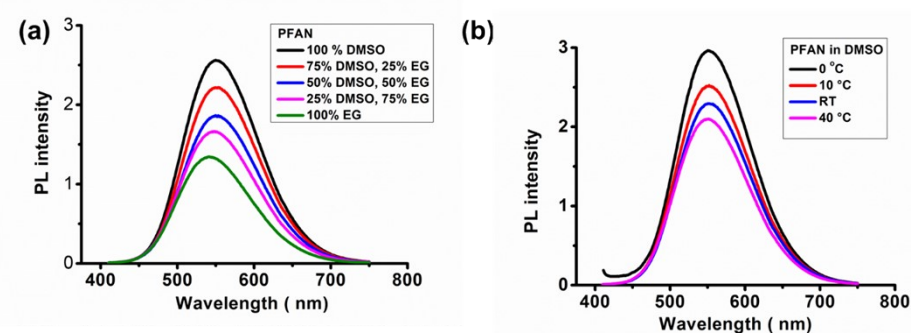 (a)
PFAN
100 % DMSO
75% DMSO, 25% EG
50% DMSO, 50% EG
25% DMSO, 75% EG
100% EG
3
2
1
0
PL intensity
400 500 600 700 800
Wavelength ( nm)
(b)
PFAN in DMSO
0 °C
10 °C
RT
40 °C
3
2
1
0
PL intensity
400 500 600 700 800
Wavelength ( nm)